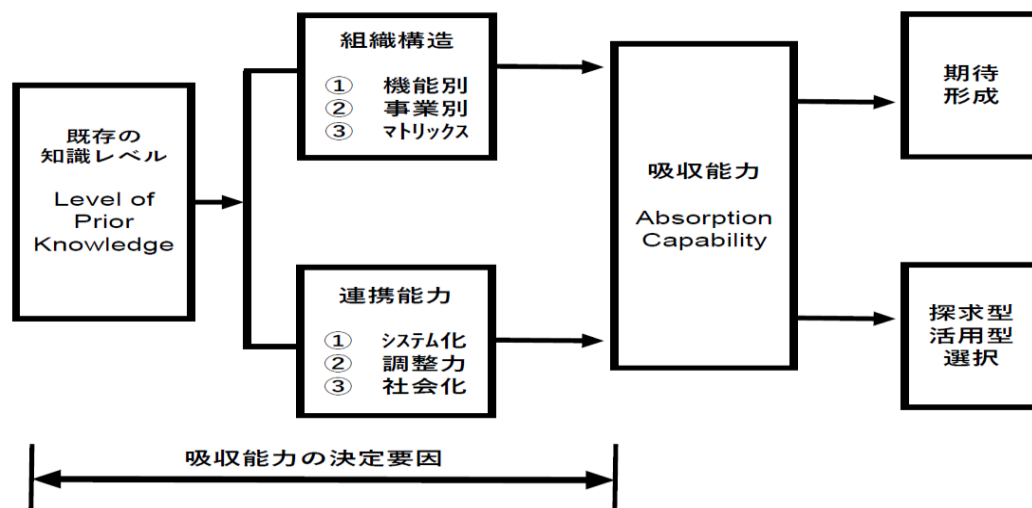 既存の
知識レベル
Level of
Prior
Knowledge
組織構造
① 機能別
② 事業別
③ マトリックス
連携能力
① システム化
② 調整力
③ 社会化
吸収能力
Absorption
Capability
期待
形成
探求型
活用型
選択
吸収能力の決定要因